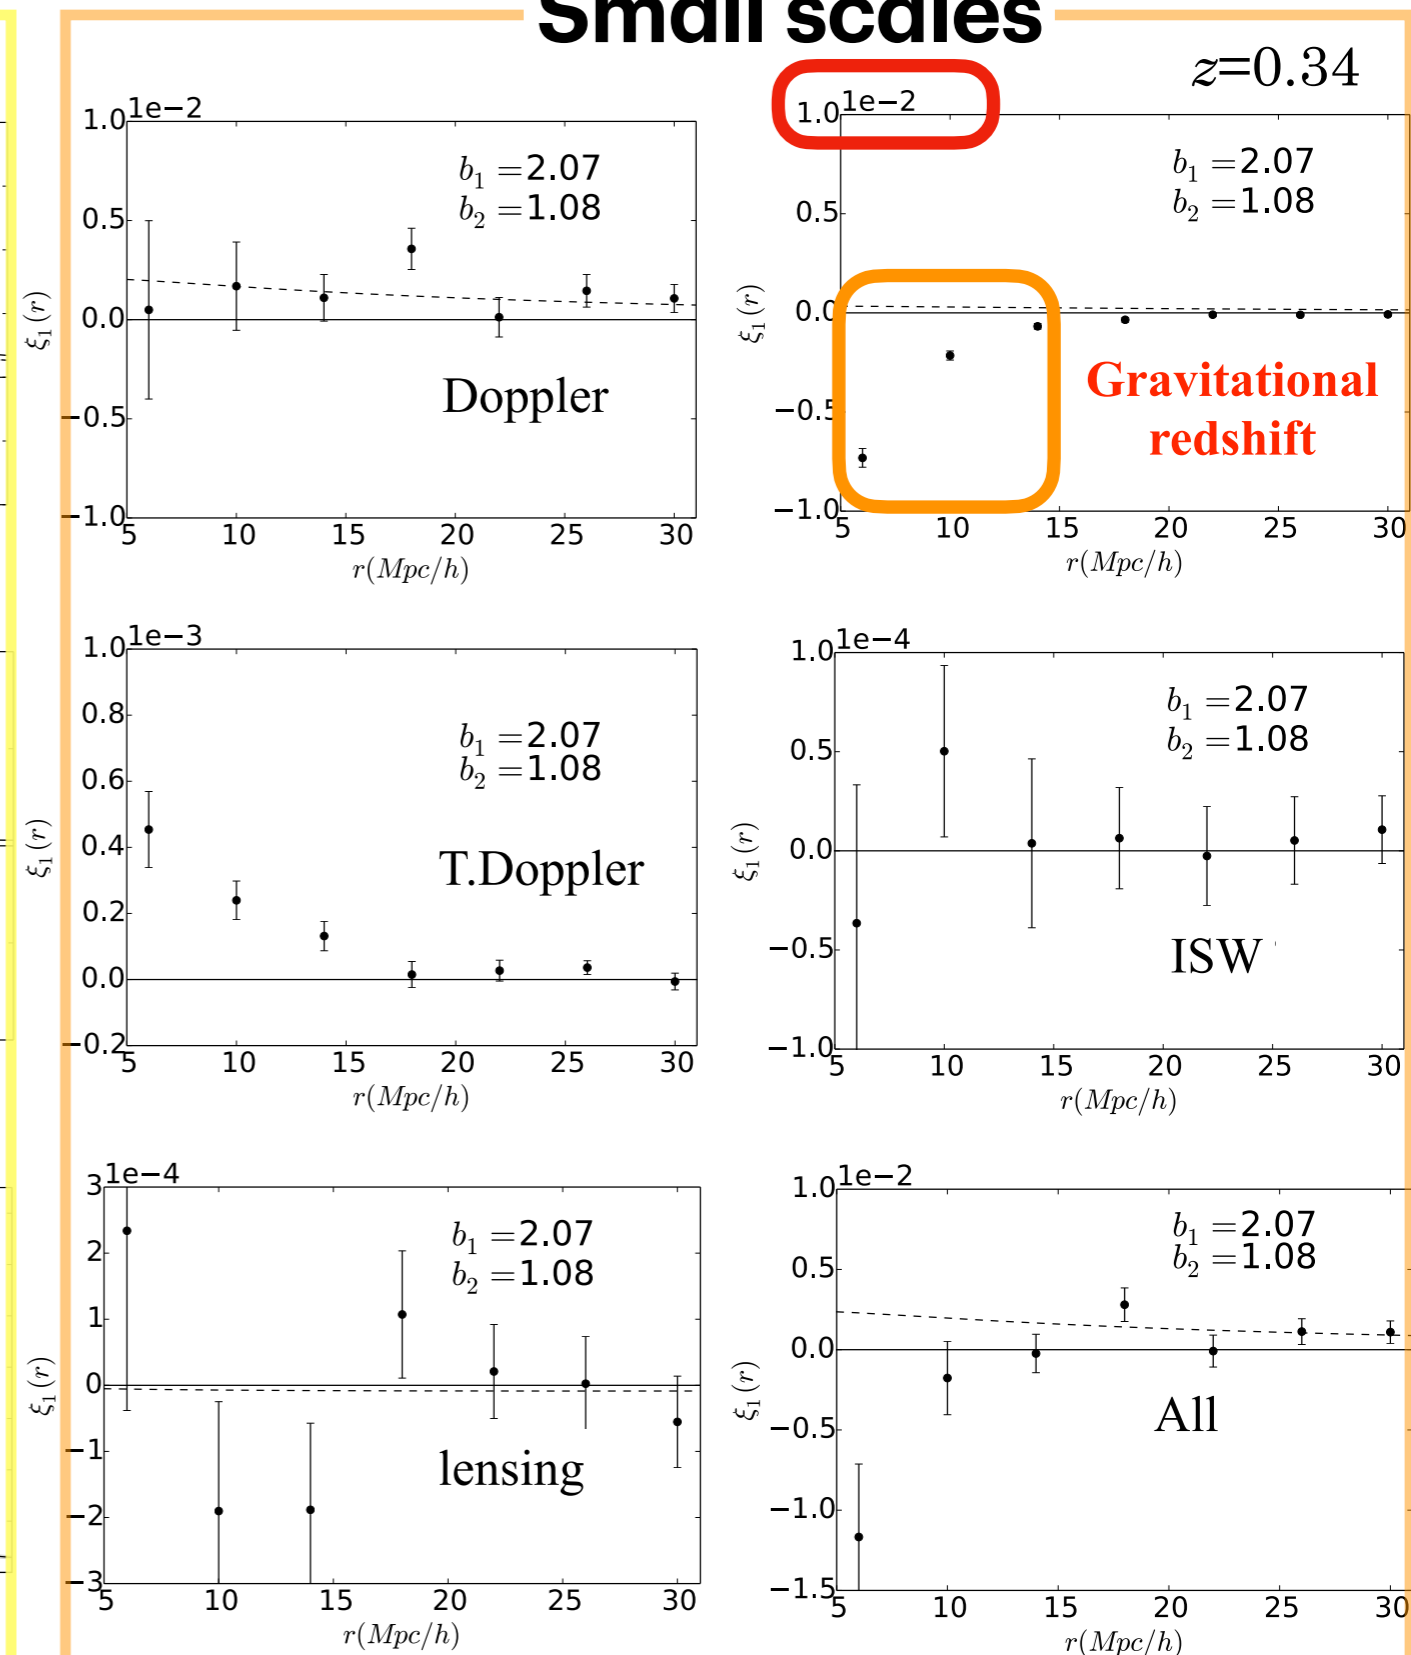 Small scales
z=0.34
1e−2
1.0
0.5
0.0
−0.5
−1.0
ξ₁(r)
b₁ =2.07
b₂ =1.08
Doppler
5 10 15 20 25 30
r(Mpc/h)
1e−2
1.0
0.5
0.0
−0.5
−1.0
ξ₁(r)
b₁ =2.07
b₂ =1.08
Gravitational
redshift
5 10 15 20 25 30
r(Mpc/h)
1e−3
1.0
0.8
0.6
0.4
0.2
0.0
−0.2
ξ₁(r)
b₁ =2.07
b₂ =1.08
T.Doppler
5 10 15 20 25 30
r(Mpc/h)
1e−4
1.0
0.5
0.0
−0.5
−1.0
ξ₁(r)
b₁ =2.07
b₂ =1.08
ISW
5 10 15 20 25 30
r(Mpc/h)
1e−4
3
2
1
0
−1
−2
−3
ξ₁(r)
b₁ =2.07
b₂ =1.08
lensing
5 10 15 20 25 30
r(Mpc/h)
1e−2
1.0
0.5
0.0
−0.5
−1.0
−1.5
ξ₁(r)
b₁ =2.07
b₂ =1.08
All
5 10 15 20 25 30
r(Mpc/h)